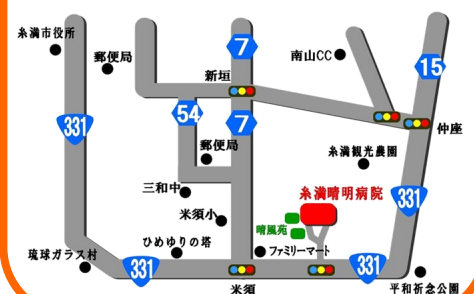 糸満市役所
郵便局
7
南山CC
15
新垣
54
7
331
仲座
郵便局
糸満観光農園
三和中
糸満晴明病院
331
米須小
晴風苑
ひめゆりの塔
ファミリーマート
琉球ガラス村
331
331
米須
平和祈念公園